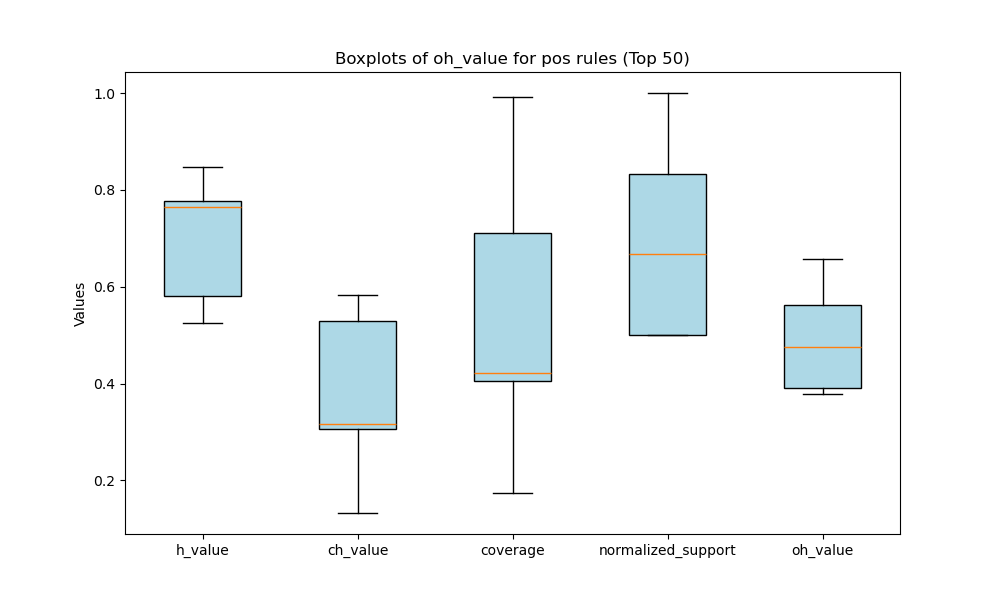 Boxplots of oh_value for pos rules (Top 50)
1.0
0.8
0.6
0.4
0.2
Values
h_value
ch_value
coverage
normalized_support
oh_value